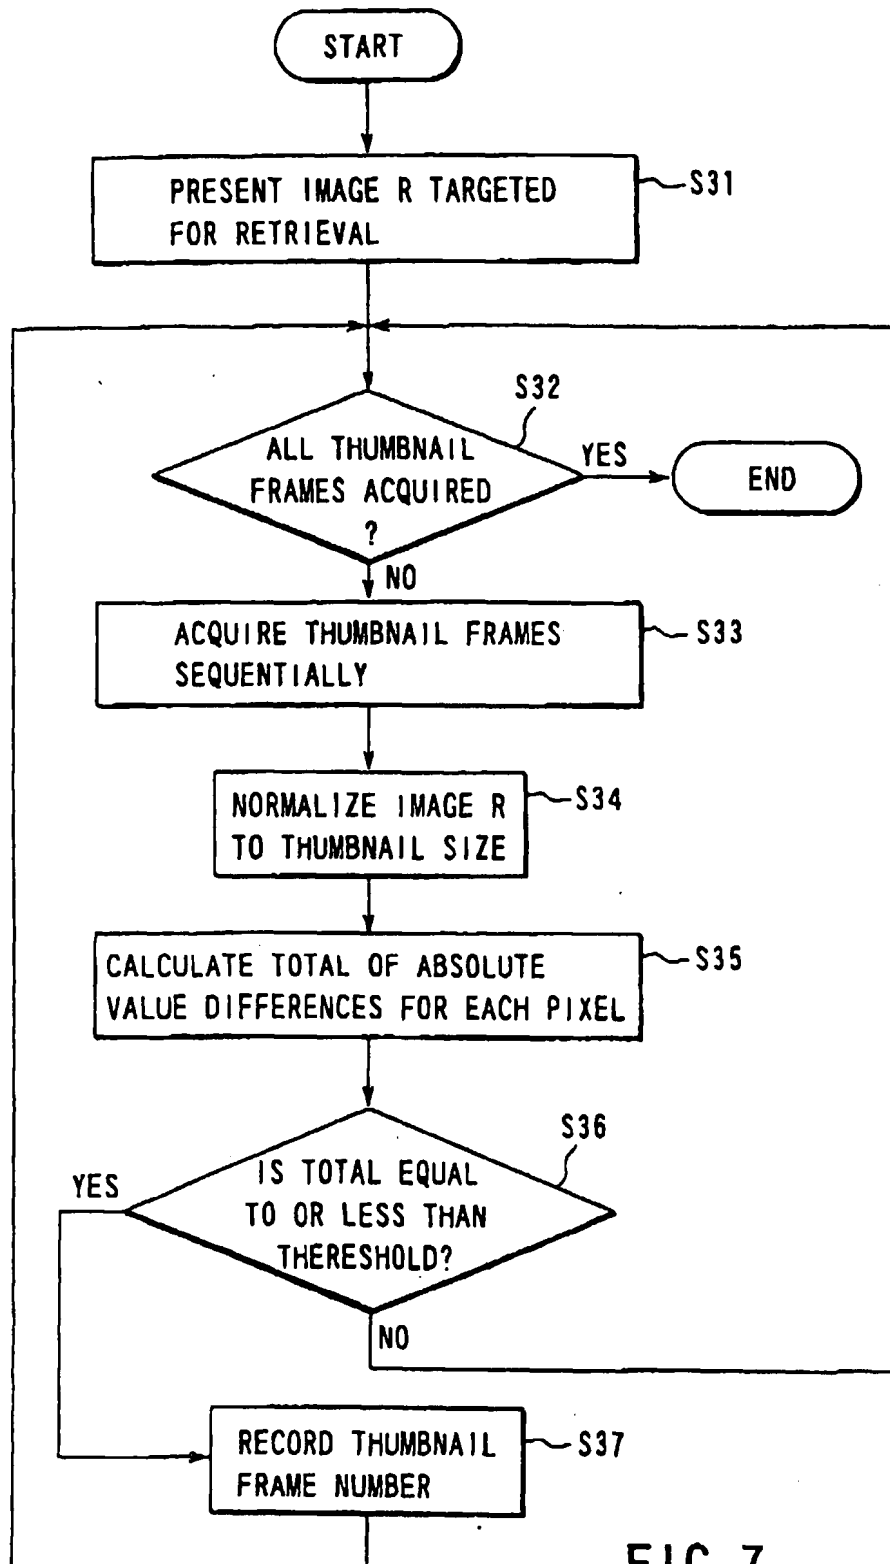 START
PRESENT IMAGE R TARGETED
FOR RETRIEVAL
S31
S32
ALL THUMBNAIL
FRAMES ACQUIRED
?
YES
END
NO
ACQUIRE THUMBNAIL FRAMES
SEQUENTIALLY
S33
NORMALIZE IMAGE R
TO THUMBNAIL SIZE
S34
CALCULATE TOTAL OF ABSOLUTE
VALUE DIFFERENCES FOR EACH PIXEL
S35
S36
IS TOTAL EQUAL
TO OR LESS THAN
THERESHOLD?
YES
NO
RECORD THUMBNAIL
FRAME NUMBER
S37
FIG.7